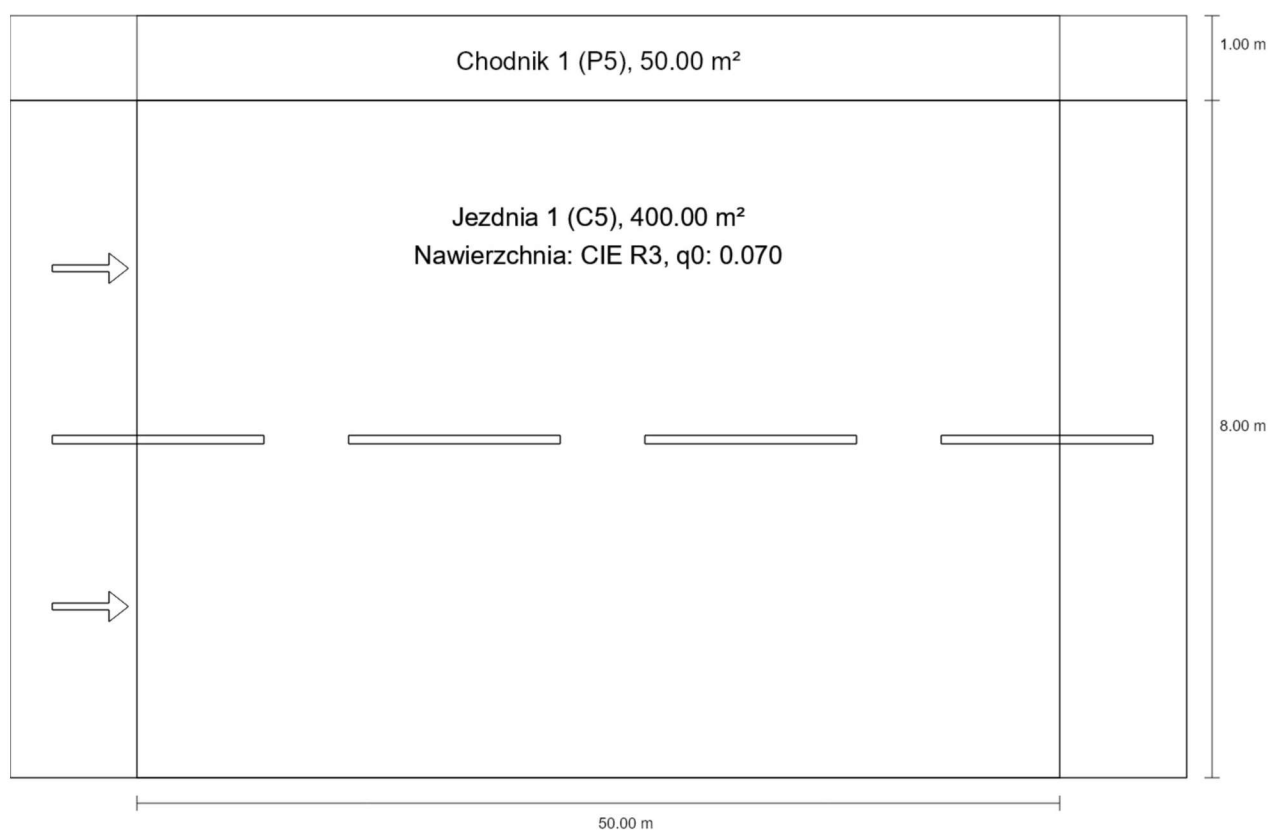 Chodnik 1 (P5), 50.00 m²
1.00 m
Jezdnia 1 (C5), 400.00 m²
Nawierzchnia: CIE R3, q0: 0.070
8.00 m
50.00 m